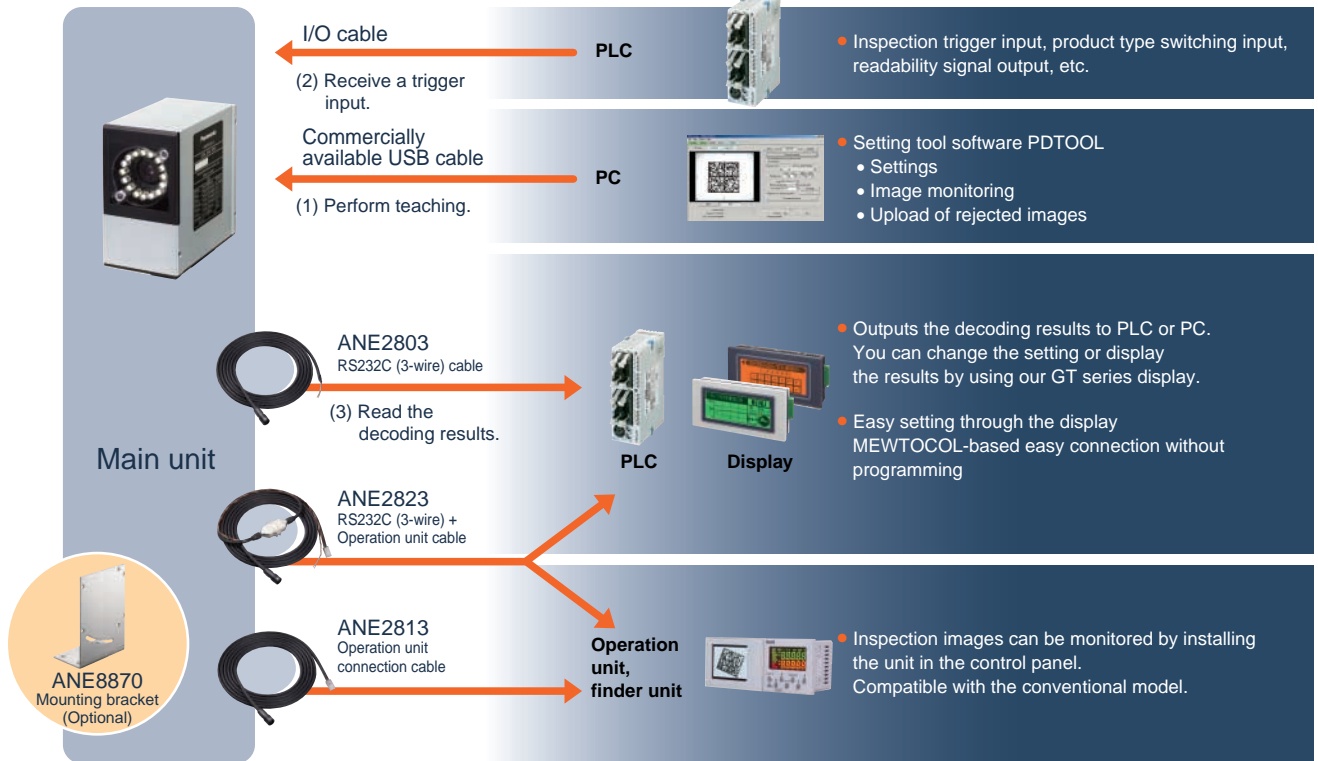 I/O cable
(2) Receive a trigger
input.
PLC
• Inspection trigger input, product type switching input,
readability signal output, etc.
Commercially
available USB cable
(1) Perform teaching.
PC
• Setting tool software PDTOOL
• Settings
• Image monitoring
• Upload of rejected images
Main unit
ANE2803
RS232C (3-wire) cable
(3) Read the
decoding results.
PLC
Display
• Outputs the decoding results to PLC or PC.
You can change the setting or display
the results by using our GT series display.
• Easy setting through the display
MEWTOCOL-based easy connection without
programming
ANE2823
RS232C (3-wire) +
Operation unit cable
ANE2813
Operation unit
connection cable
Operation
unit,
finder unit
• Inspection images can be monitored by installing
the unit in the control panel.
Compatible with the conventional model.
ANE8870
Mounting bracket
(Optional)